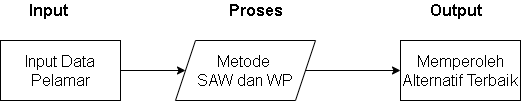 Input Proses Output
Input Data
Pelamar
Metode
SAW dan WP
Memperoleh
Alternatif Terbaik